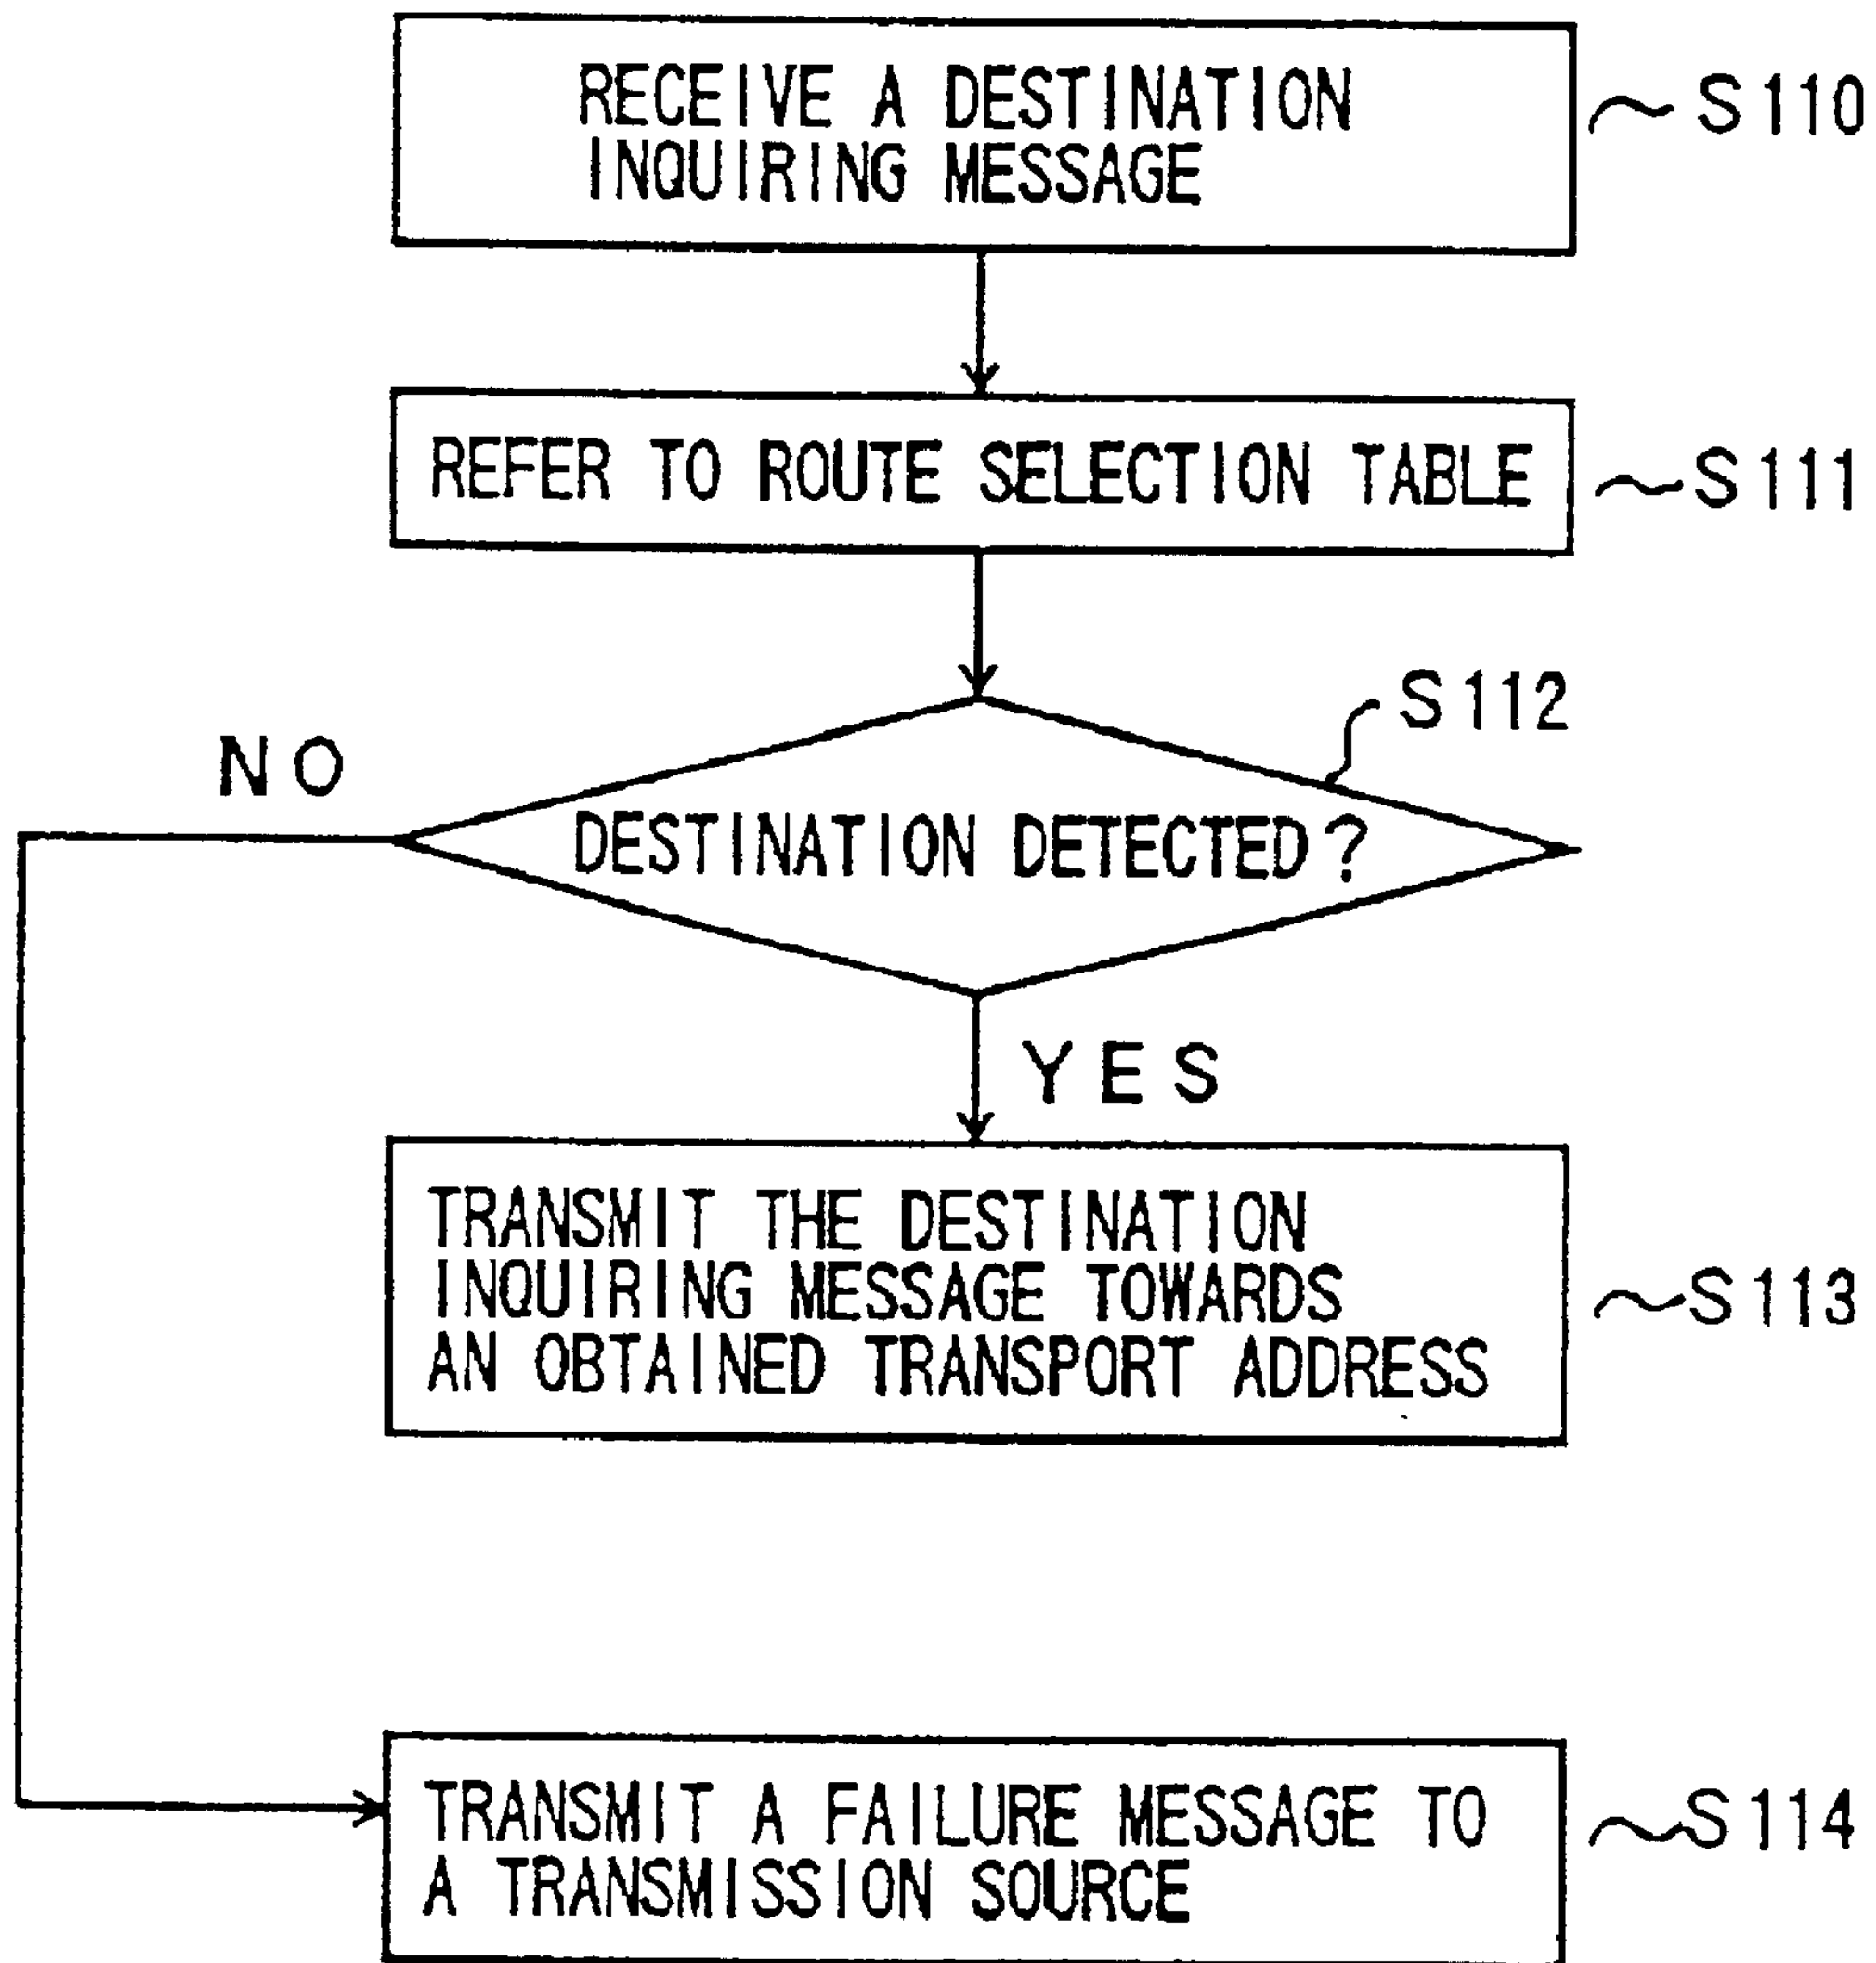 RECEIVE A DESTINATION
INQUIRING MESSAGE
S110
REFER TO ROUTE SELECTION TABLE
S111
S112
NO
DESTINATION DETECTED?
YES
TRANSMIT THE DESTINATION
INQUIRING MESSAGE TOWARDS
AN OBTAINED TRANSPORT ADDRESS
S113
TRANSMIT A FAILURE MESSAGE TO
A TRANSMISSION SOURCE
S114